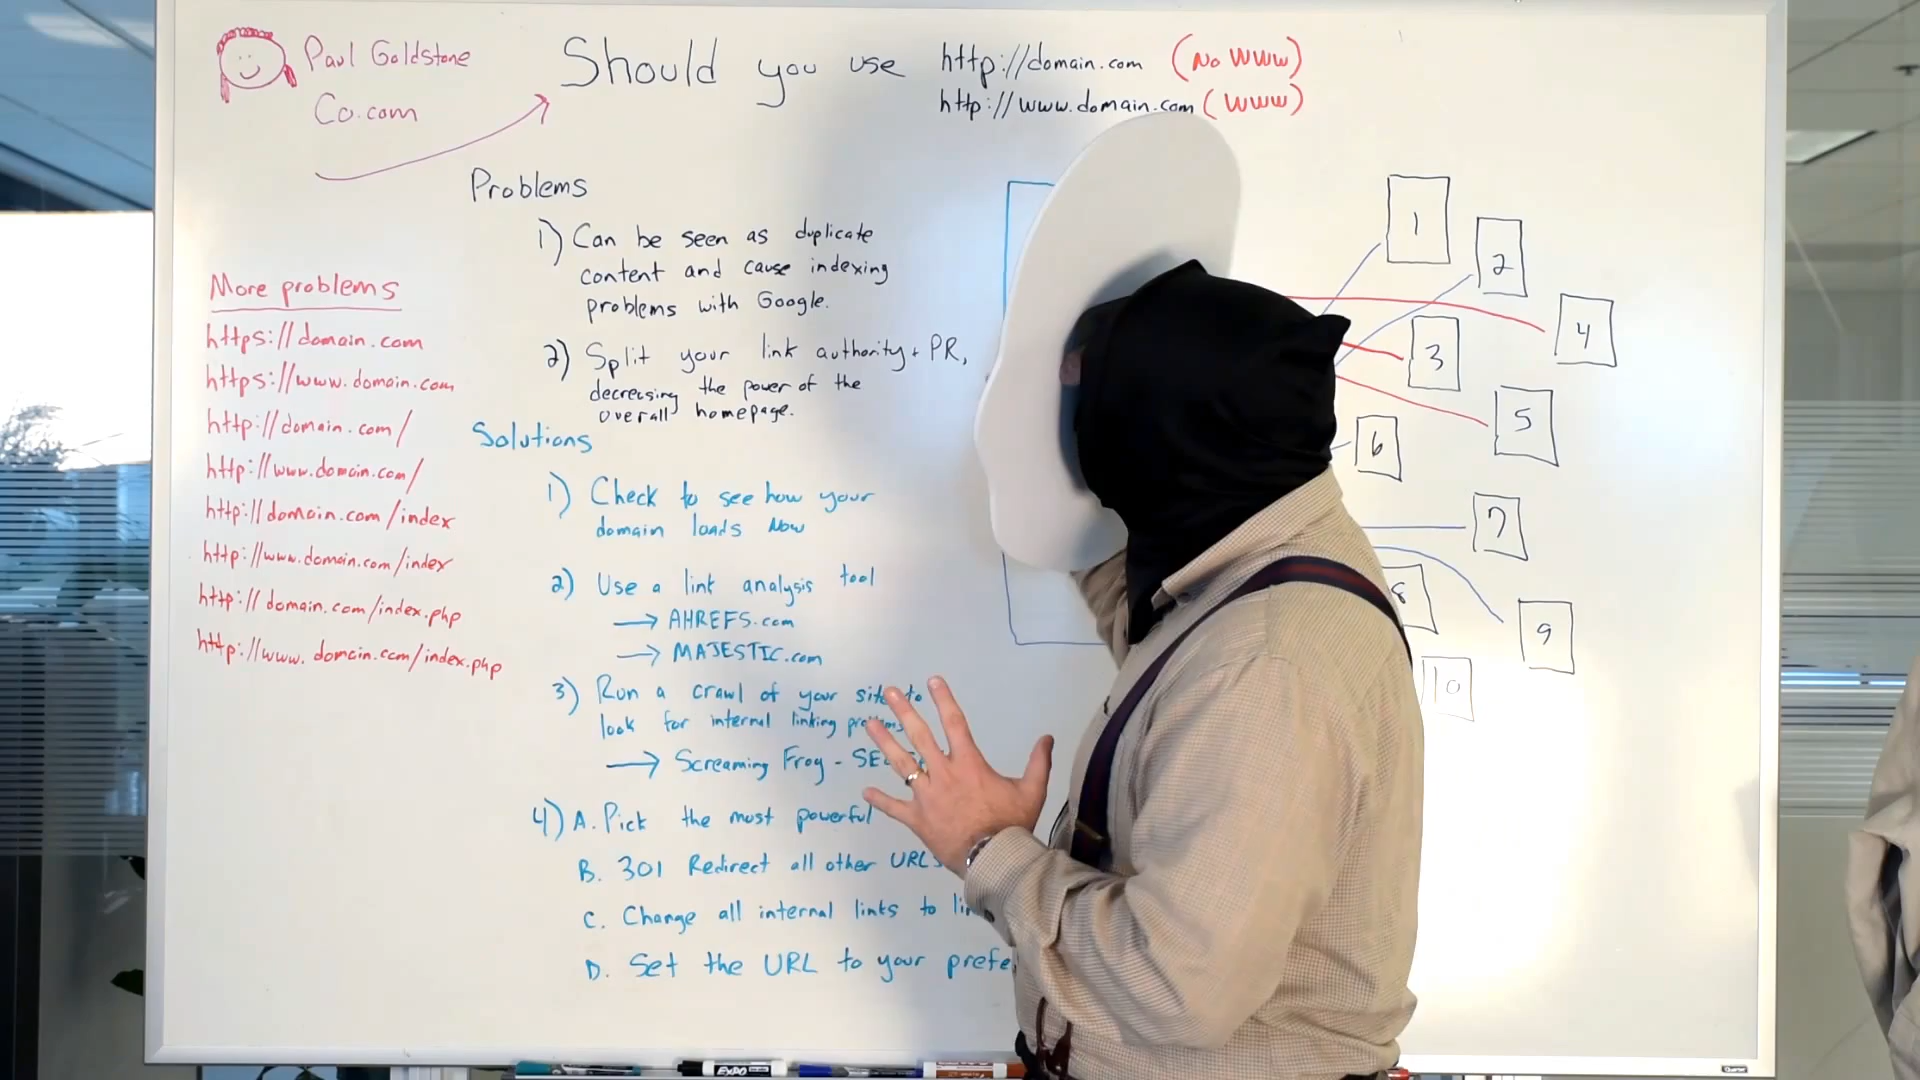 Paul Goldstone
Co.com
Should you use
http://domain.com (No WWW)
http://www.domain.com (WWW)
Problems
1) Can be seen as duplicate
content and cause indexing
problems with Google.
2) Split your link authority + PR,
decreasing the power of the
overall homepage.
More problems
https://domain.com
https://www.domain.com
http://domain.com/
http://www.domain.com/
http://domain.com/index
http://www.domain.com/index
http://domain.com/index.php
http://www.domain.com/index.php
Solutions
1) Check to see how your
domain loads Now
2) Use a link analysis tool
→ AHREFS.com
→ MAJESTIC.com
3) Run a crawl of your site to
look for internal linking problems
→ Screaming Frog -
4) A. Pick the most powerful
B. 301 Redirect all other URLs
C. Change all internal links to
D. Set the URL to your
1
2
3
4
5
6
7
8
9
10
EXPO
Quartet